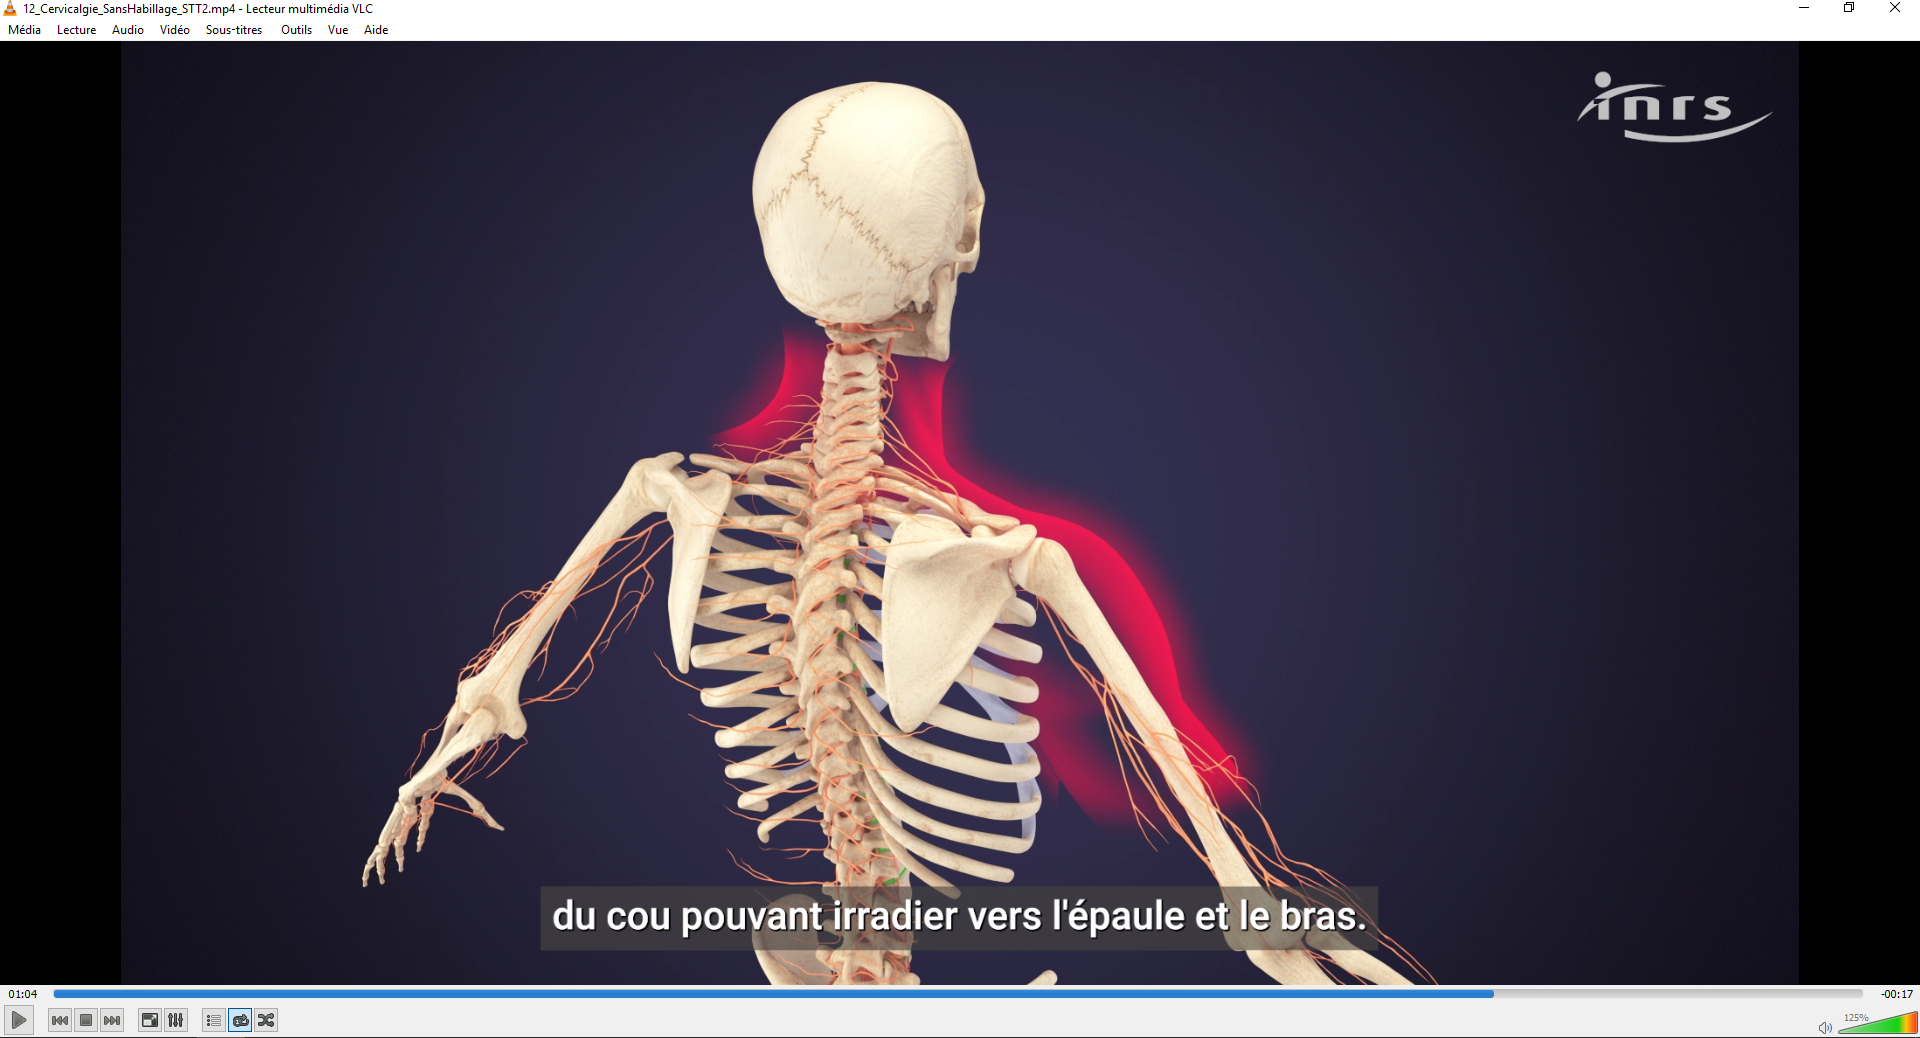 12_Cervicalgie_SansHabillage_STT2.mp4 - Lecteur multimédia VLC
Média Lecture Audio Vidéo Sous-titres Outils Vue Aide
inrs
du cou pouvant irradier vers l'épaule et le bras.
01:04 -00:17
125%